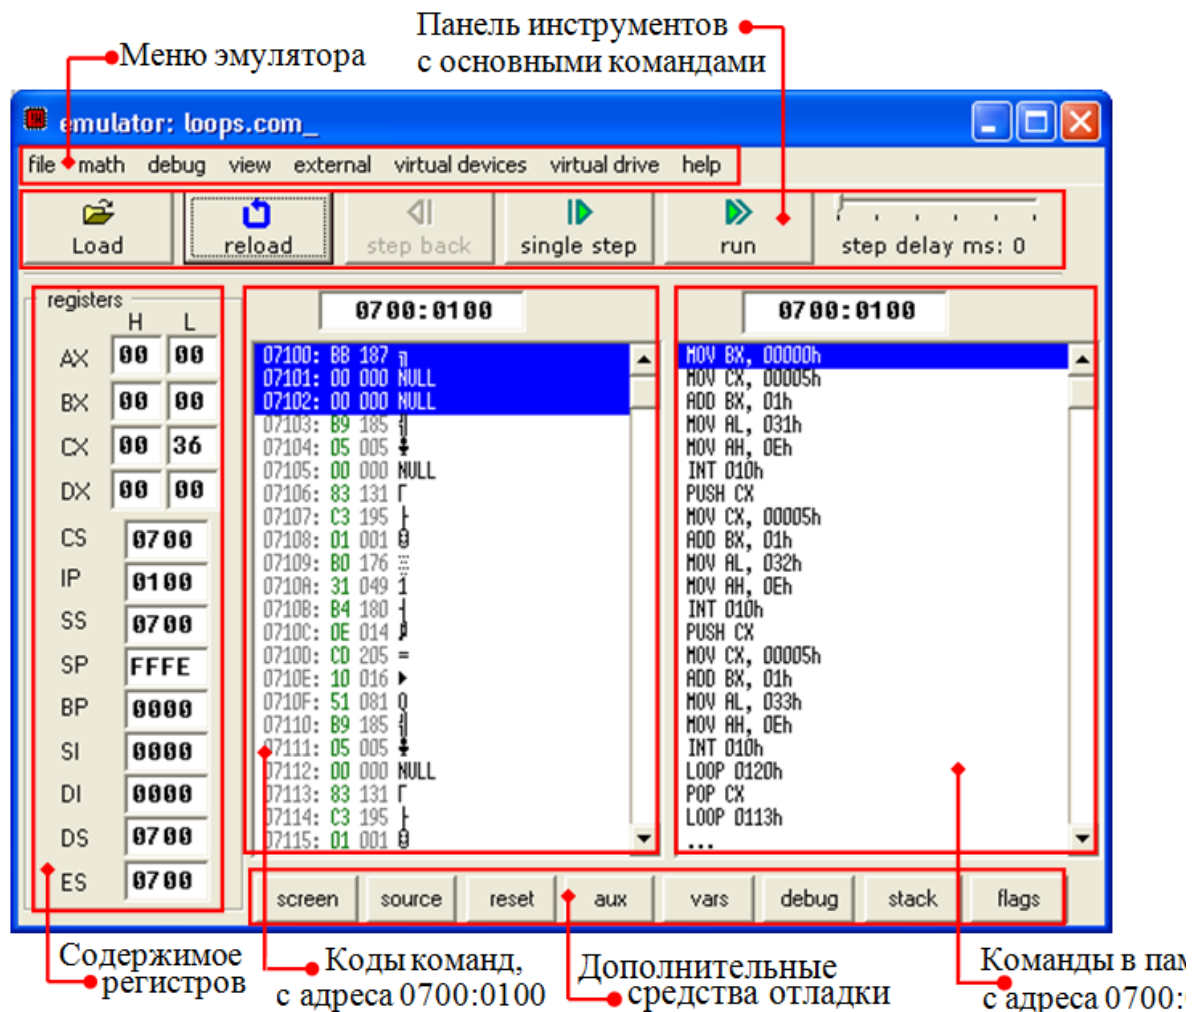 Панель инструментов
с основными командами
Меню эмулятора
emulator: loops.com_
file math debug view external virtual devices virtual drive help
Load reload step back single step run step delay ms: 0
registers
H L
AX 00 00
BX 00 00
CX 00 36
DX 00 00
CS 0700
IP 0100
SS 0700
SP FFFE
BP 0000
SI 0000
DI 0000
DS 0700
ES 0700
0700:0100
07100: BB 187 ╗
07101: 00 000 NULL
07102: 00 000 NULL
07103: B9 185 ╣
07104: 05 005 ♣
07105: 00 000 NULL
07106: 83 131 Г
07107: C3 195 ├
07108: 01 001 ☺
07109: B0 176 ░
0710A: 31 049 1
0710B: B4 180 ┤
0710C: 0E 014 ♫
0710D: CD 205 =
0710E: 10 016 ►
0710F: 51 081 Q
07110: B9 185 ╣
07111: 05 005 ♣
07112: 00 000 NULL
07113: 83 131 Г
07114: C3 195 ├
07115: 01 001 ☺
0700:0100
MOV BX, 00000h
MOV CX, 00005h
ADD BX, 01h
MOV AL, 031h
MOV AH, 0Eh
INT 010h
PUSH CX
MOV CX, 00005h
ADD BX, 01h
MOV AL, 032h
MOV AH, 0Eh
INT 010h
PUSH CX
MOV CX, 00005h
ADD BX, 01h
MOV AL, 033h
MOV AH, 0Eh
INT 010h
LOOP 0120h
POP CX
LOOP 0113h
...
screen source reset aux vars debug stack flags
Содержимое
регистров
Коды команд,
с адреса 0700:0100
Дополнительные
средства отладки
Команды в пам
с адреса 0700: